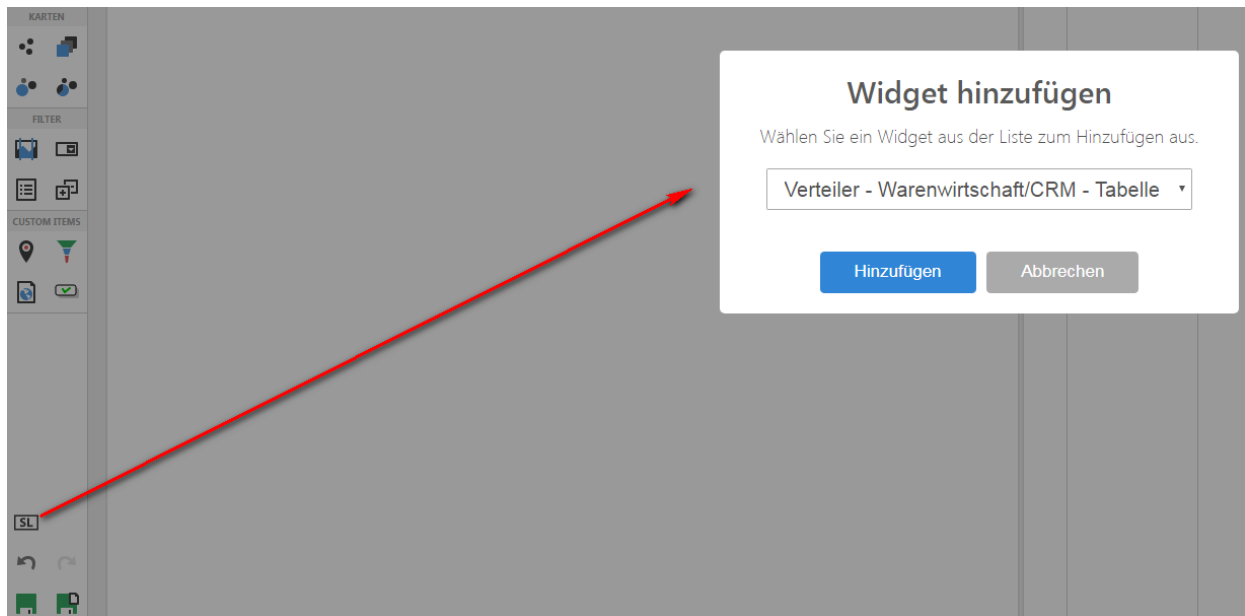 KARTEN
FILTER
CUSTOM ITEMS
SL
Widget hinzufügen
Wählen Sie ein Widget aus der Liste zum Hinzufügen aus.
Verteiler - Warenwirtschaft/CRM - Tabelle
Hinzufügen Abbrechen